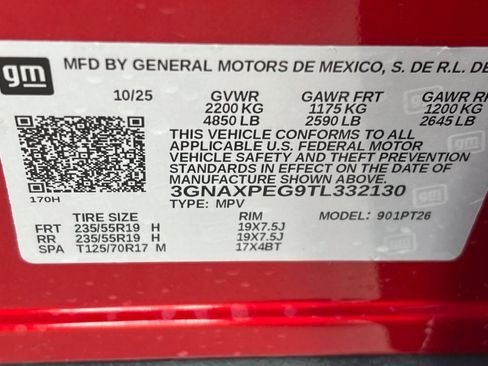 gm
MFD BY GENERAL MOTORS DE MEXICO, S. DE R.L. DE
10/25 GVWR GAWR FRT GAWR RR
2200 KG 1175 KG 1200 KG
4850 LB 2590 LB 2645 LB
THIS VEHICLE CONFORMS TO ALL
APPLICABLE U.S. FEDERAL MOTOR
VEHICLE SAFETY AND THEFT PREVENTION
STANDARDS IN EFFECT ON THE DATE OF
MANUFACTURE SHOWN ABOVE.
3GNAXPEG9TL332130
170H
TYPE: MPV MODEL: 901PT26
TIRE SIZE RIM
FRT 235/55R19 H 19X7.5J
RR 235/55R19 H 19X7.5J
SPA T125/70R17 M 17X4BT